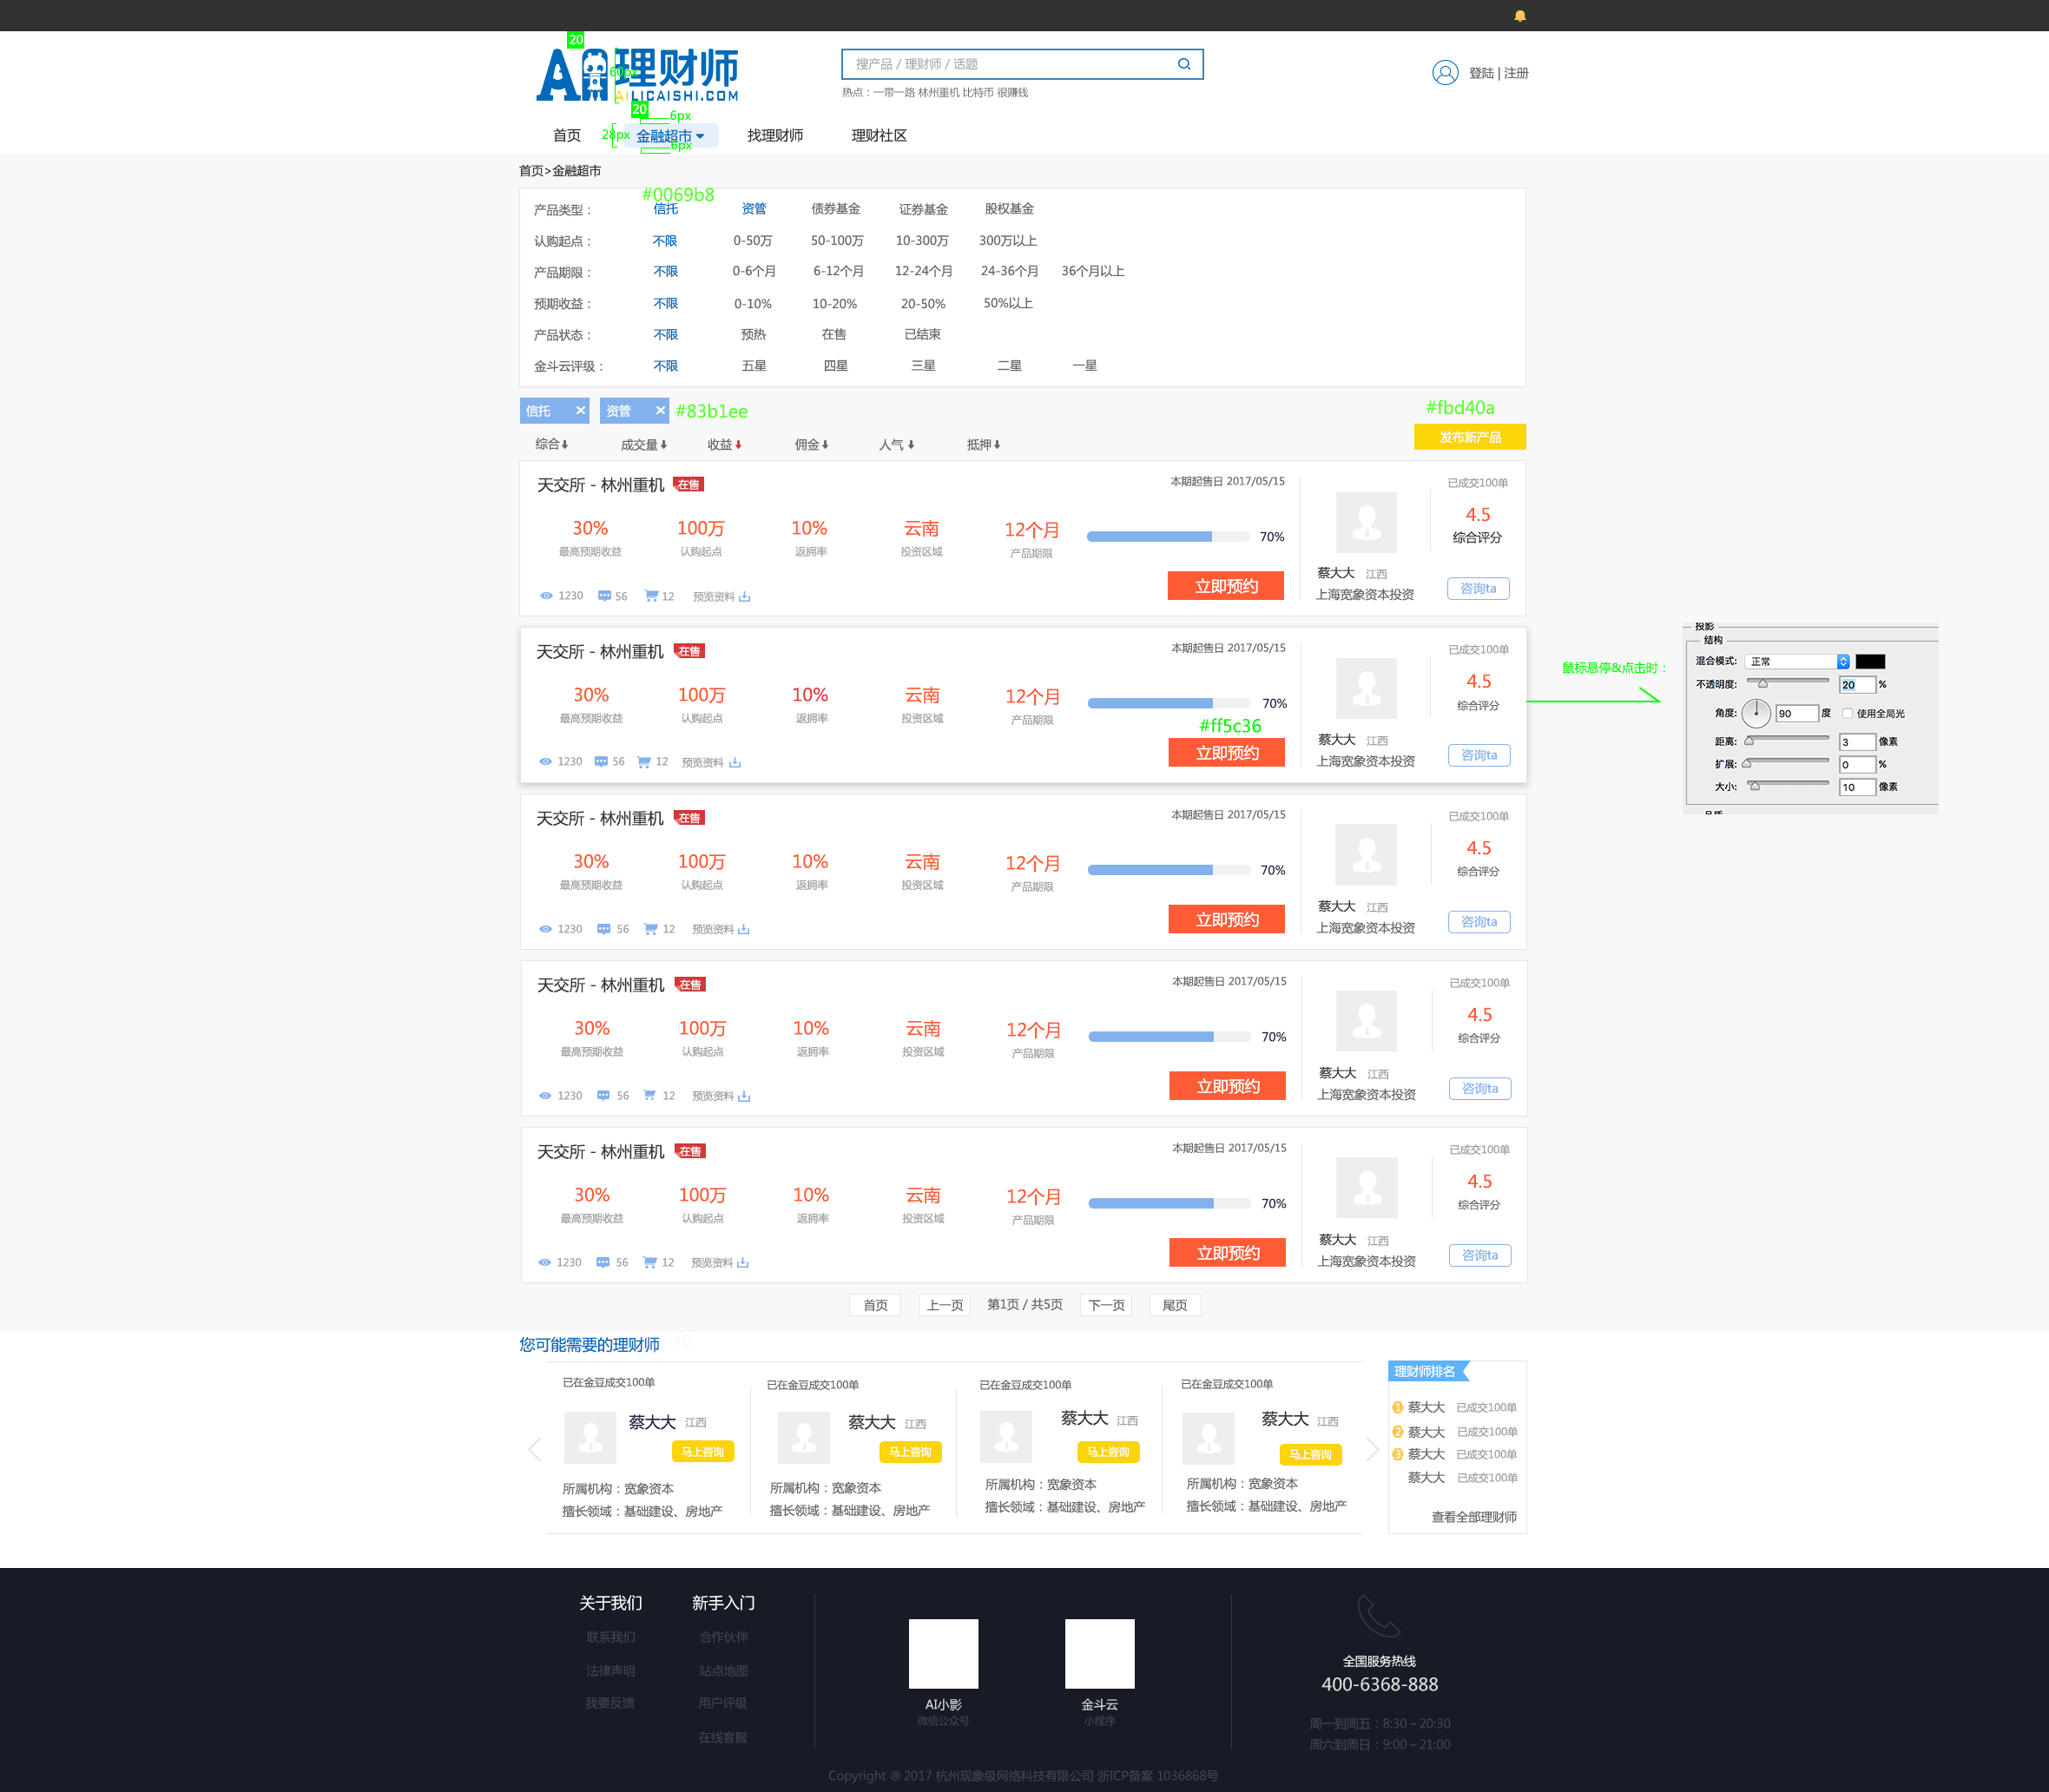 20
AI理财师
AILICAISHI.COM
60px
搜产品 / 理财师 / 话题
热点：一带一路 林州重机 比特币 很赚钱
登陆 | 注册
20
6px
28px
6px
首页 金融超市 找理财师 理财社区
首页>金融超市
#0069b8
产品类型： 信托 资管 债券基金 证券基金 股权基金
认购起点： 不限 0-50万 50-100万 10-300万 300万以上
产品期限： 不限 0-6个月 6-12个月 12-24个月 24-36个月 36个月以上
预期收益： 不限 0-10% 10-20% 20-50% 50%以上
产品状态： 不限 预热 在售 已结束
金斗云评级： 不限 五星 四星 三星 二星 一星
信托 × 资管 × #83b1ee
#fbd40a
综合 成交量 收益 佣金 人气 抵押
发布新产品
天交所 - 林州重机 在售 本期起售日 2017/05/15 已成交100单
30% 100万 10% 云南 12个月 70% 4.5
最高预期收益 认购起点 返拥率 投资区域 产品期限 综合评分
1230 56 12 预览资料 立即预约 蔡大大 江西 咨询ta
上海宽象资本投资
天交所 - 林州重机 在售 本期起售日 2017/05/15 已成交100单
30% 100万 10% 云南 12个月 70% 4.5
最高预期收益 认购起点 返拥率 投资区域 产品期限 综合评分
#ff5c36
1230 56 12 预览资料 立即预约 蔡大大 江西 咨询ta
上海宽象资本投资
鼠标悬停&点击时：
投影
结构
混合模式: 正常
不透明度: 20 %
角度: 90 度 使用全局光
距离: 3 像素
扩展: 0 %
大小: 10 像素
天交所 - 林州重机 在售 本期起售日 2017/05/15 已成交100单
30% 100万 10% 云南 12个月 70% 4.5
最高预期收益 认购起点 返拥率 投资区域 产品期限 综合评分
1230 56 12 预览资料 立即预约 蔡大大 江西 咨询ta
上海宽象资本投资
天交所 - 林州重机 在售 本期起售日 2017/05/15 已成交100单
30% 100万 10% 云南 12个月 70% 4.5
最高预期收益 认购起点 返拥率 投资区域 产品期限 综合评分
1230 56 12 预览资料 立即预约 蔡大大 江西 咨询ta
上海宽象资本投资
天交所 - 林州重机 在售 本期起售日 2017/05/15 已成交100单
30% 100万 10% 云南 12个月 70% 4.5
最高预期收益 认购起点 返拥率 投资区域 产品期限 综合评分
1230 56 12 预览资料 立即预约 蔡大大 江西 咨询ta
上海宽象资本投资
首页 上一页 第1页 / 共5页 下一页 尾页
您可能需要的理财师
已在金豆成交100单 已在金豆成交100单 已在金豆成交100单 已在金豆成交100单
蔡大大 江西 蔡大大 江西 蔡大大 江西 蔡大大 江西
马上咨询 马上咨询 马上咨询 马上咨询
所属机构：宽象资本 所属机构：宽象资本 所属机构：宽象资本 所属机构：宽象资本
擅长领域：基础建设、房地产 擅长领域：基础建设、房地产 擅长领域：基础建设、房地产 擅长领域：基础建设、房地产
理财师排名
1 蔡大大 已成交100单
2 蔡大大 已成交100单
3 蔡大大 已成交100单
蔡大大 已成交100单
查看全部理财师
关于我们
联系我们
法律声明
我要反馈
新手入门
合作伙伴
站点地图
用户评级
在线客服
AI小影
微信公众号
金斗云
小程序
全国服务热线
400-6368-888
周一到周五：8:30～20:30
周六到周日：9:00～21:00
Copyright ® 2017 杭州现象级网络科技有限公司 浙ICP备案 1036868号